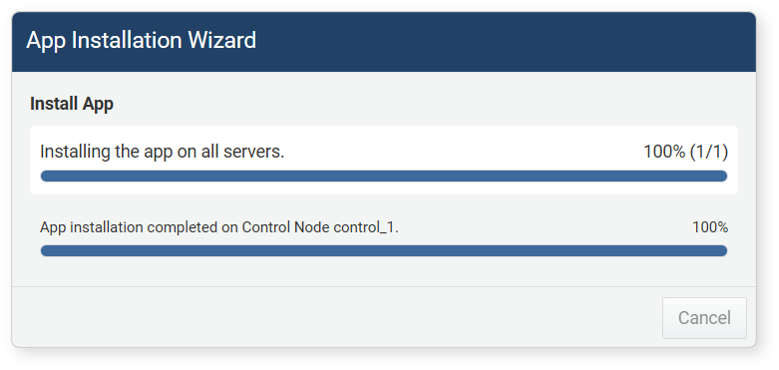 App Installation Wizard
Install App
Installing the app on all servers. 100% (1/1)
App installation completed on Control Node control_1. 100%
Cancel